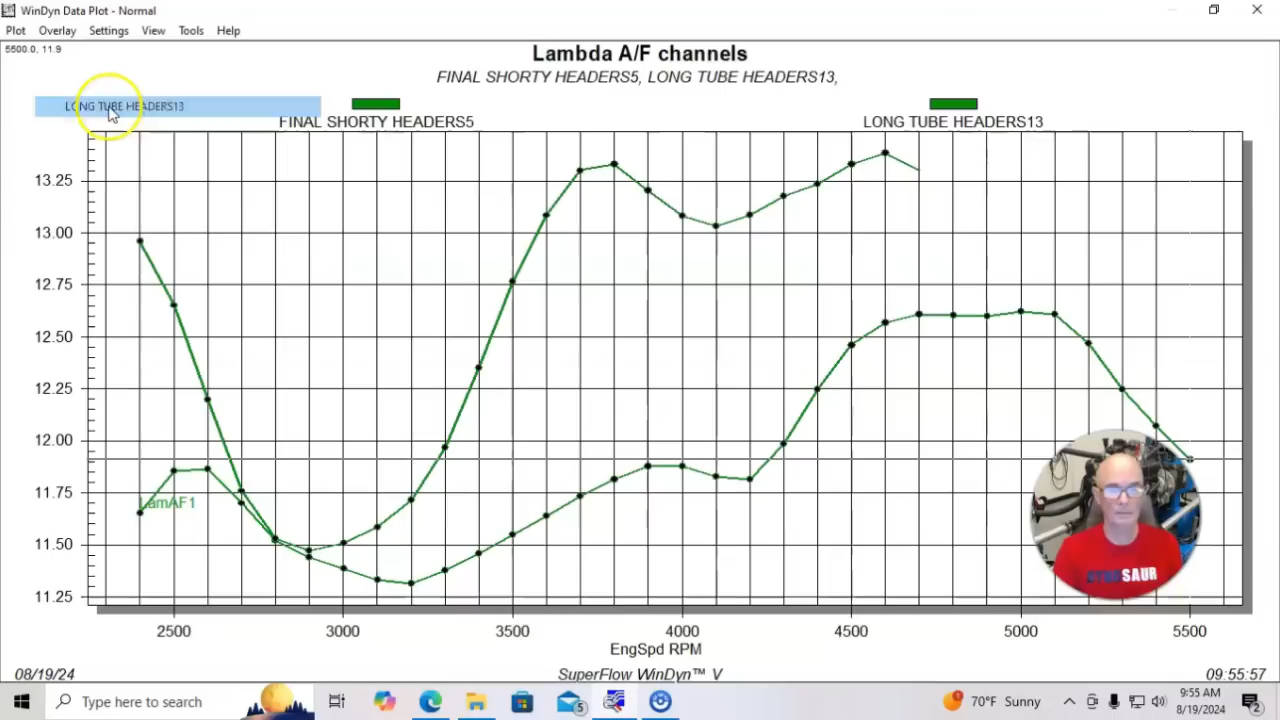 WinDyn Data Plot - Normal
Plot Overlay Settings View Tools Help
5500.0, 11.9
Lambda A/F channels
FINAL SHORTY HEADERS5, LONG TUBE HEADERS13,
LONG TUBE HEADERS13
FINAL SHORTY HEADERS5
LONG TUBE HEADERS13
13.25
13.00
12.75
12.50
12.25
12.00
11.75
11.50
11.25
LamAF1
2500 3000 3500 4000 4500 5000 5500
EngSpd RPM
08/19/24
SuperFlow WinDyn™ V
09:55:57
Type here to search
5
70°F Sunny
9:55 AM
8/19/2024
2